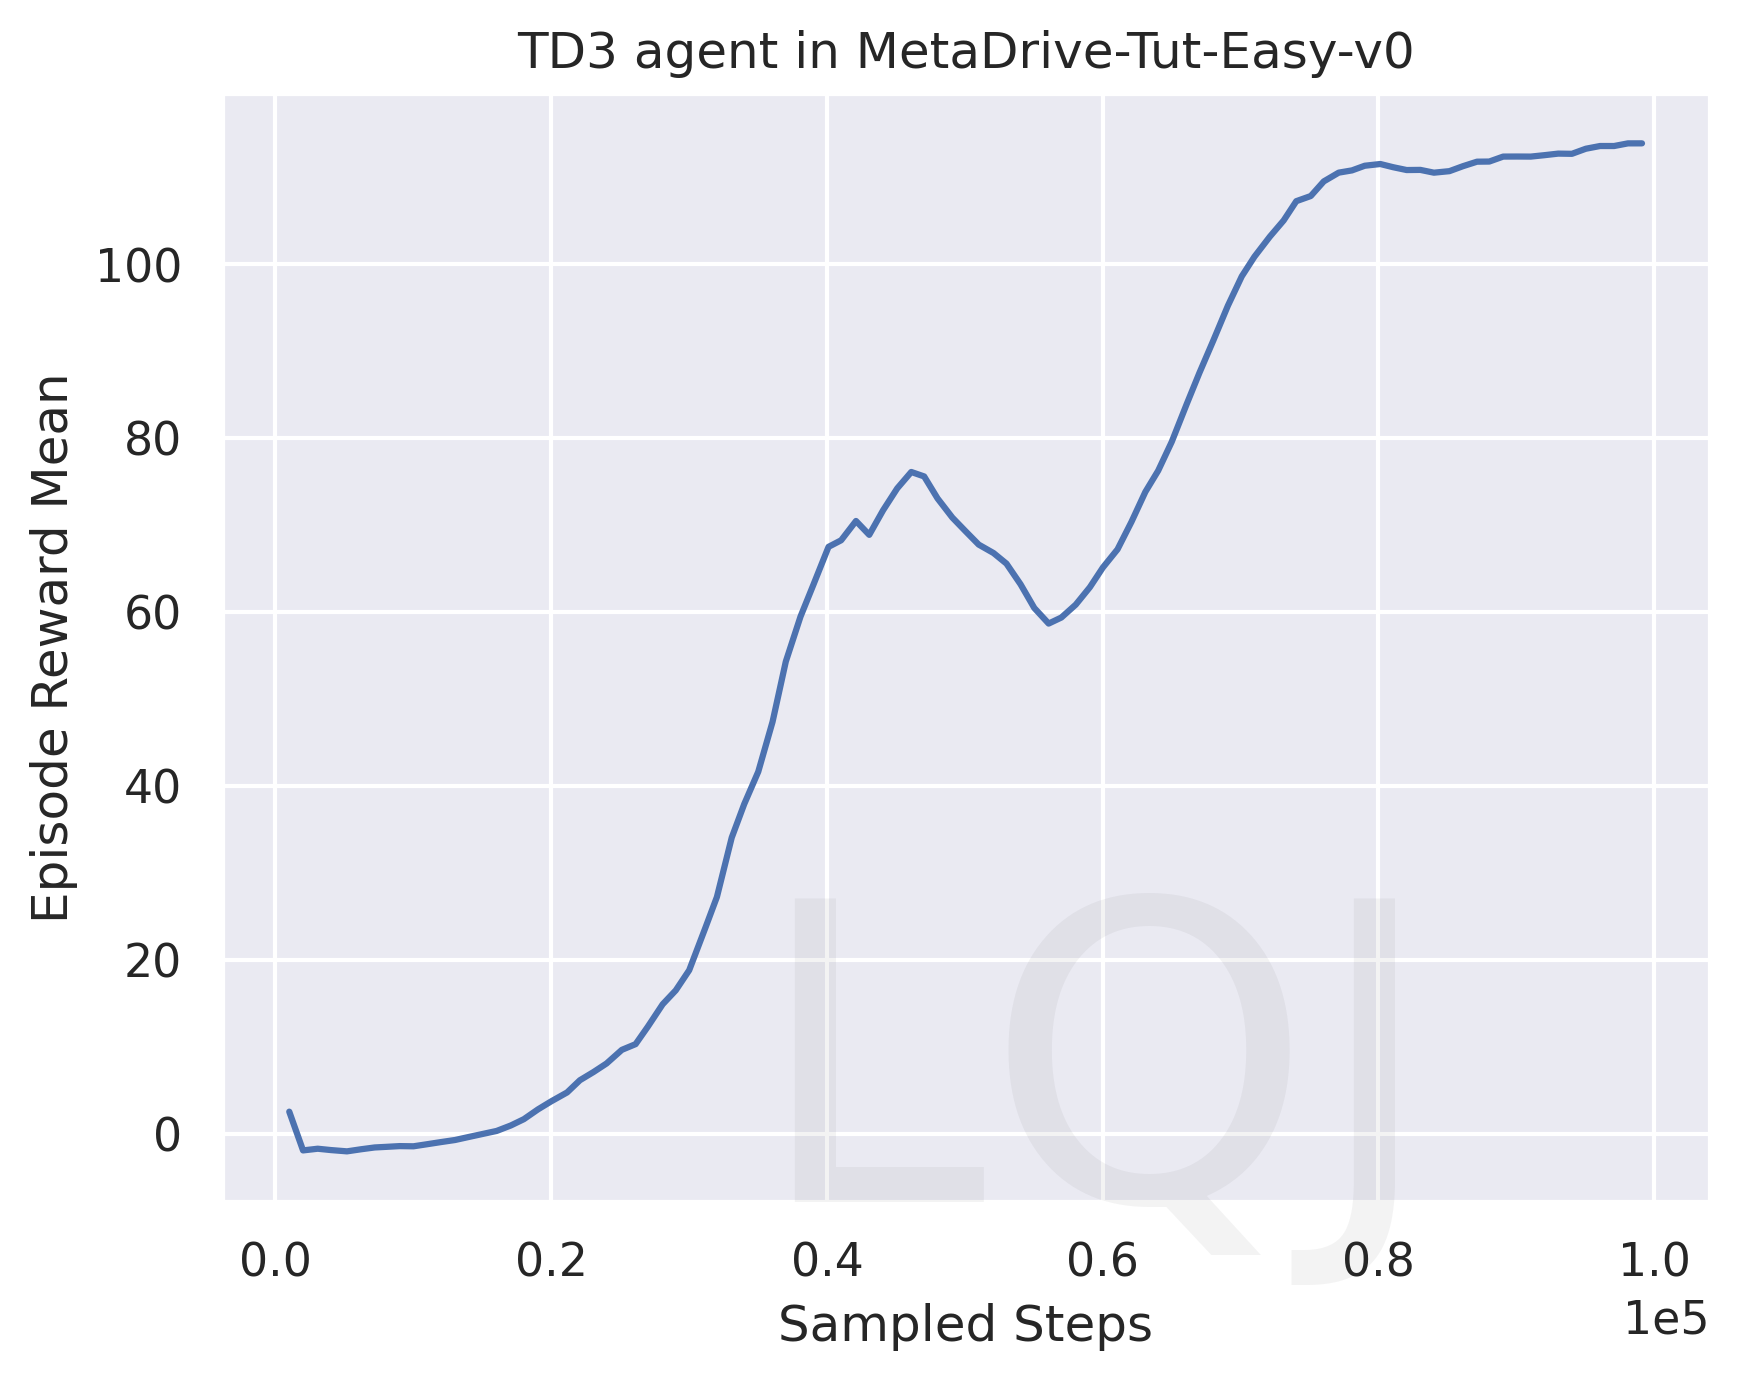 TD3 agent in MetaDrive-Tut-Easy-v0
Episode Reward Mean
100
80
60
40
20
0
LQJ
0.0 0.2 0.4 0.6 0.8 1.0
1e5
Sampled Steps